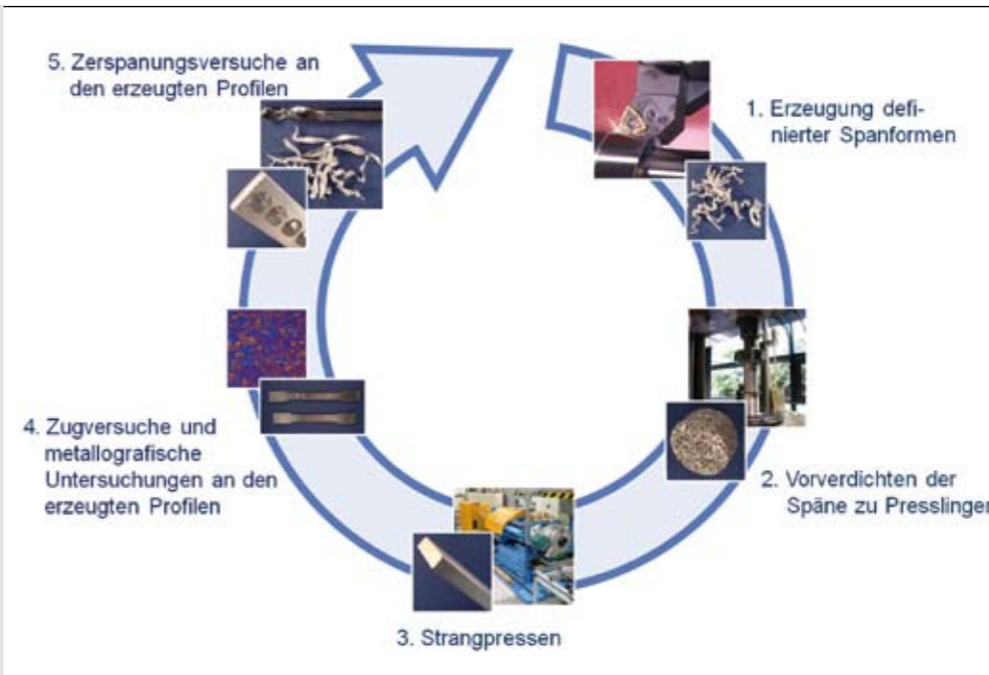 1. Erzeugung defi-
nierter Spanformen
2. Vorverdichten der
Späne zu Presslingen
3. Strangpressen
4. Zugversuche und
metallografische
Untersuchungen an den
erzeugten Profilen
5. Zerspanungsversuche an
den erzeugten Profilen